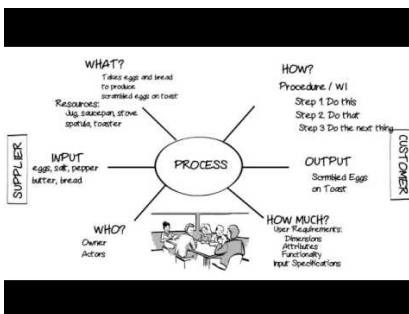 WHAT?
Takes eggs and bread
to produce
scrambled eggs on toast
Resources:
Jug, saucepan, stove
spatula, toaster
HOW?
Procedure / WI
Step 1 Do this
Step 2. Do that
Step 3 Do the next thing
SUPPLIER
INPUT
eggs, salt, pepper
butter, bread
PROCESS
OUTPUT
Scrmbled Eggs
on Toast
CUSTOMER
WHO?
Owner
Actors
HOW MUCH?
User Requirements:
Dimensions
Attributes
Functionality
Input Specifications